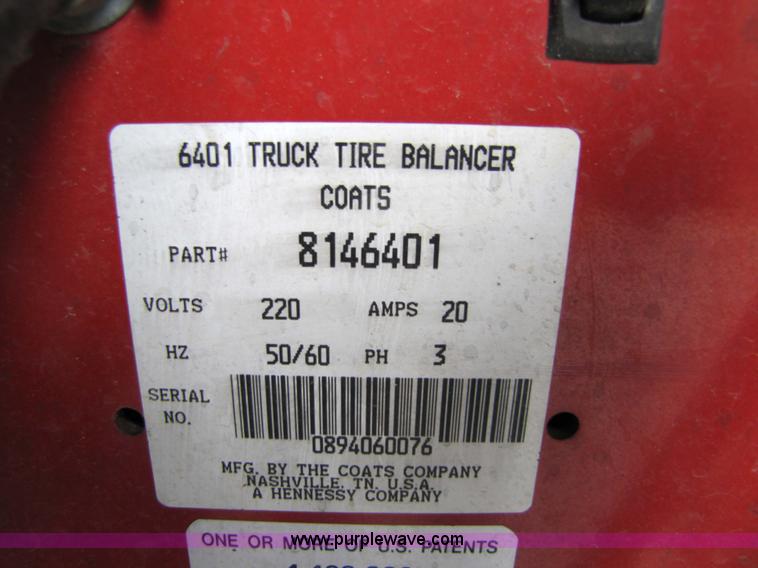 6401 TRUCK TIRE BALANCER
COATS
PART# 8146401
VOLTS 220 AMPS 20
HZ 50/60 PH 3
SERIAL
NO.
0894060076
MFG. BY THE COATS COMPANY
NASHVILLE, TN. U.S.A.
A HENNESSY COMPANY
www.purplewave.com
ONE OR MORE OF U.S. PATENTS